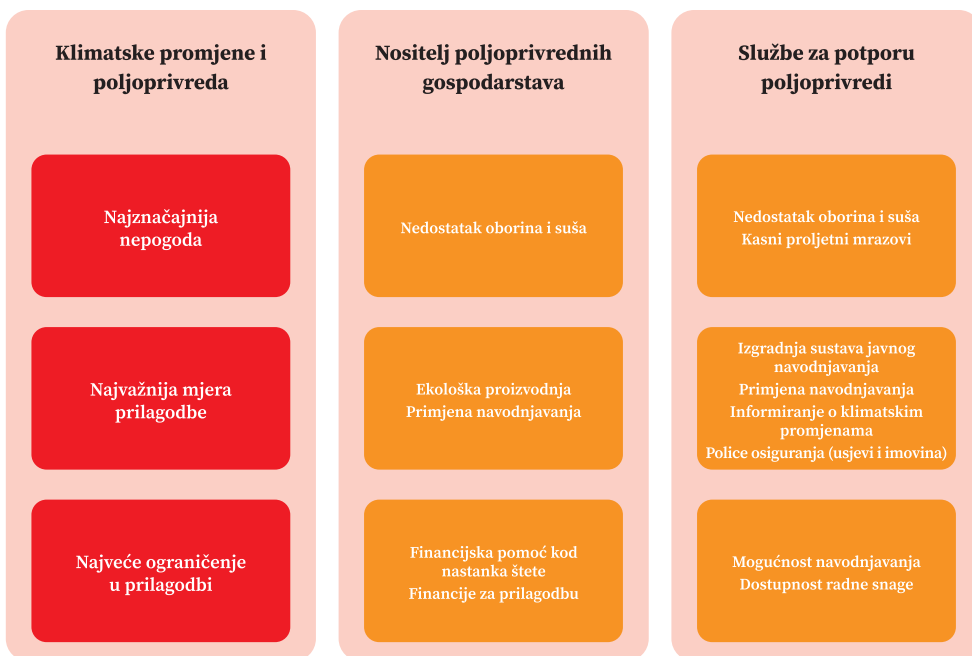 Klimatske promjene i
poljoprivreda
Nositelj poljoprivrednih
gospodarstava
Službe za potporu
poljoprivredi
Najznačajnija
nepogoda
Nedostatak oborina i suša
Nedostatak oborina i suša
Kasni proljetni mrazovi
Najvažnija mjera
prilagodbe
Ekološka proizvodnja
Primjena navodnjavanja
Izgradnja sustava javnog
navodnjavanja
Primjena navodnjavanja
Informiranje o klimatskim
promjenama
Police osiguranja (usjevi i imovina)
Najveće ograničenje
u prilagodbi
Financijska pomoć kod
nastanka štete
Financije za prilagodbu
Mogućnost navodnjavanja
Dostupnost radne snage